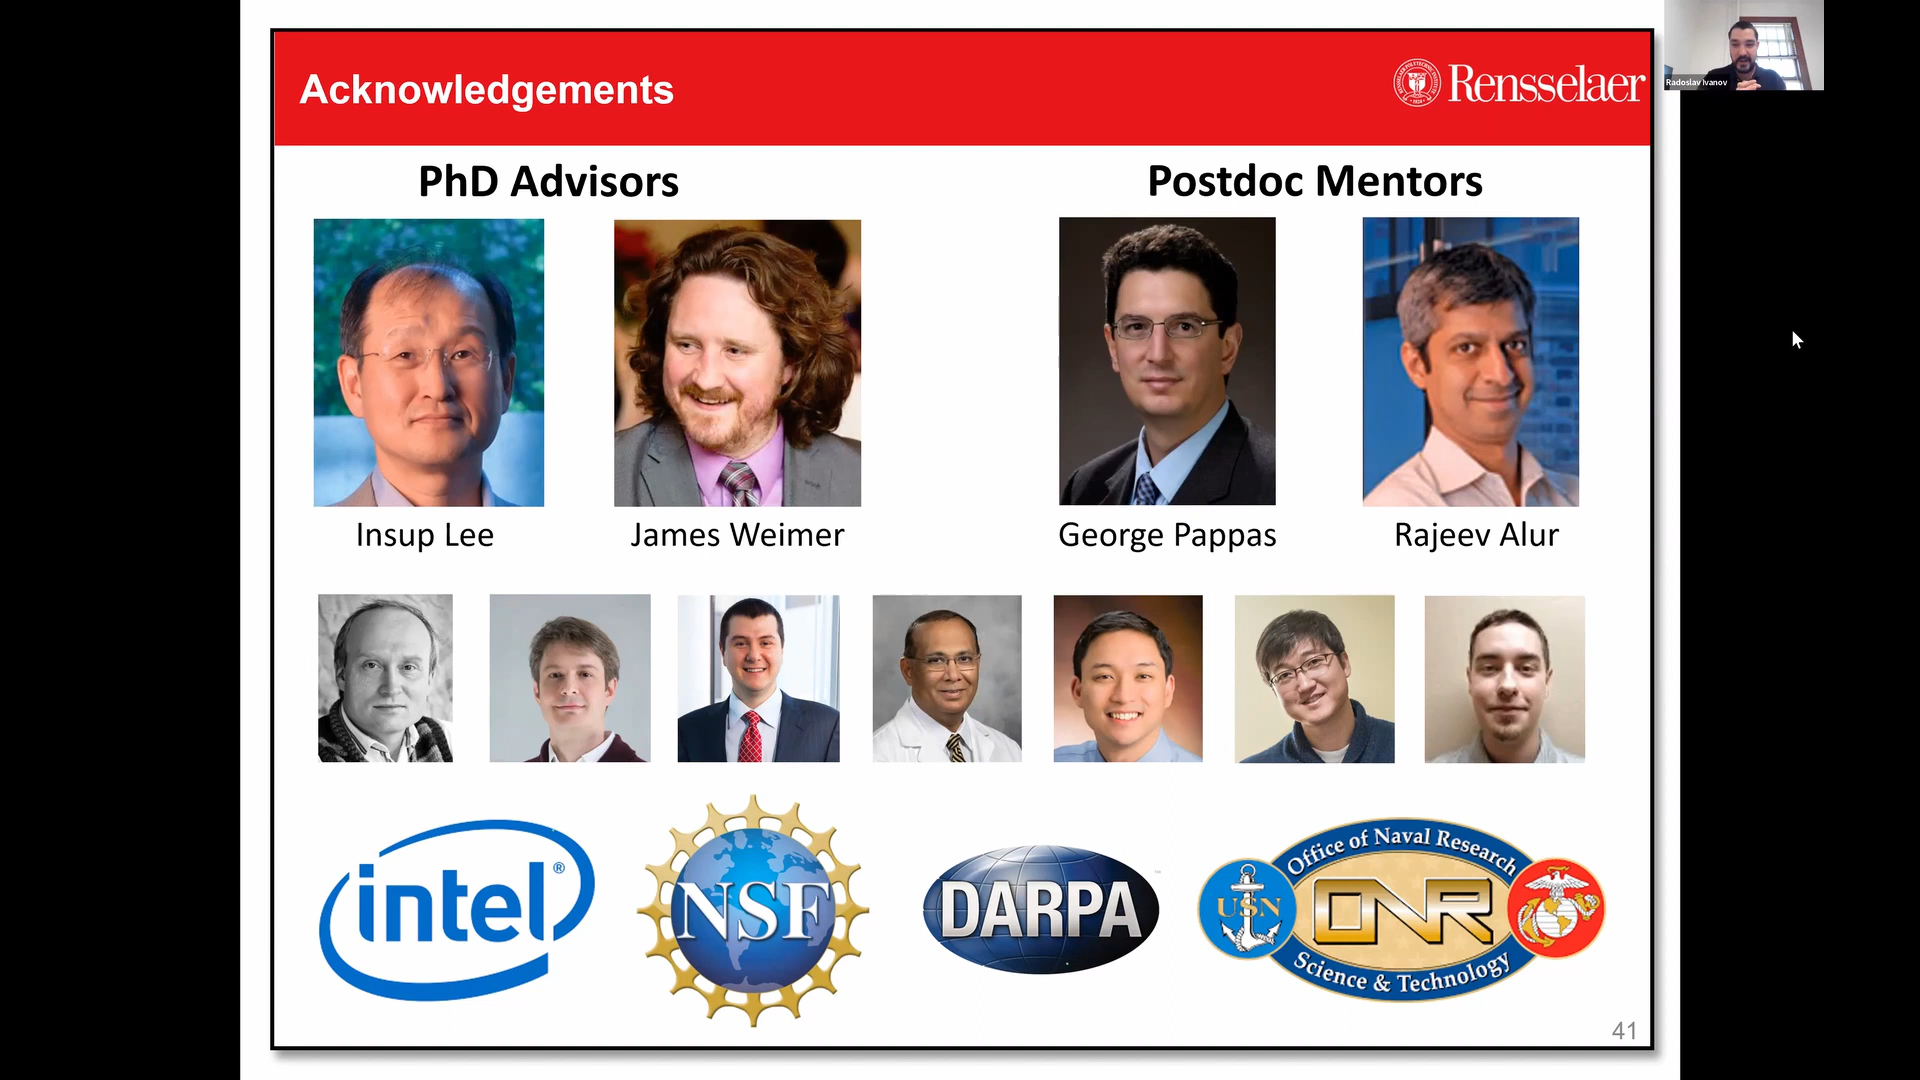 Acknowledgements
Rensselaer
Radoslav Ivanov
PhD Advisors
Postdoc Mentors
Insup Lee
James Weimer
George Pappas
Rajeev Alur
intel®
NSF
DARPA
Office of Naval Research
USN
ONR
Science & Technology
41